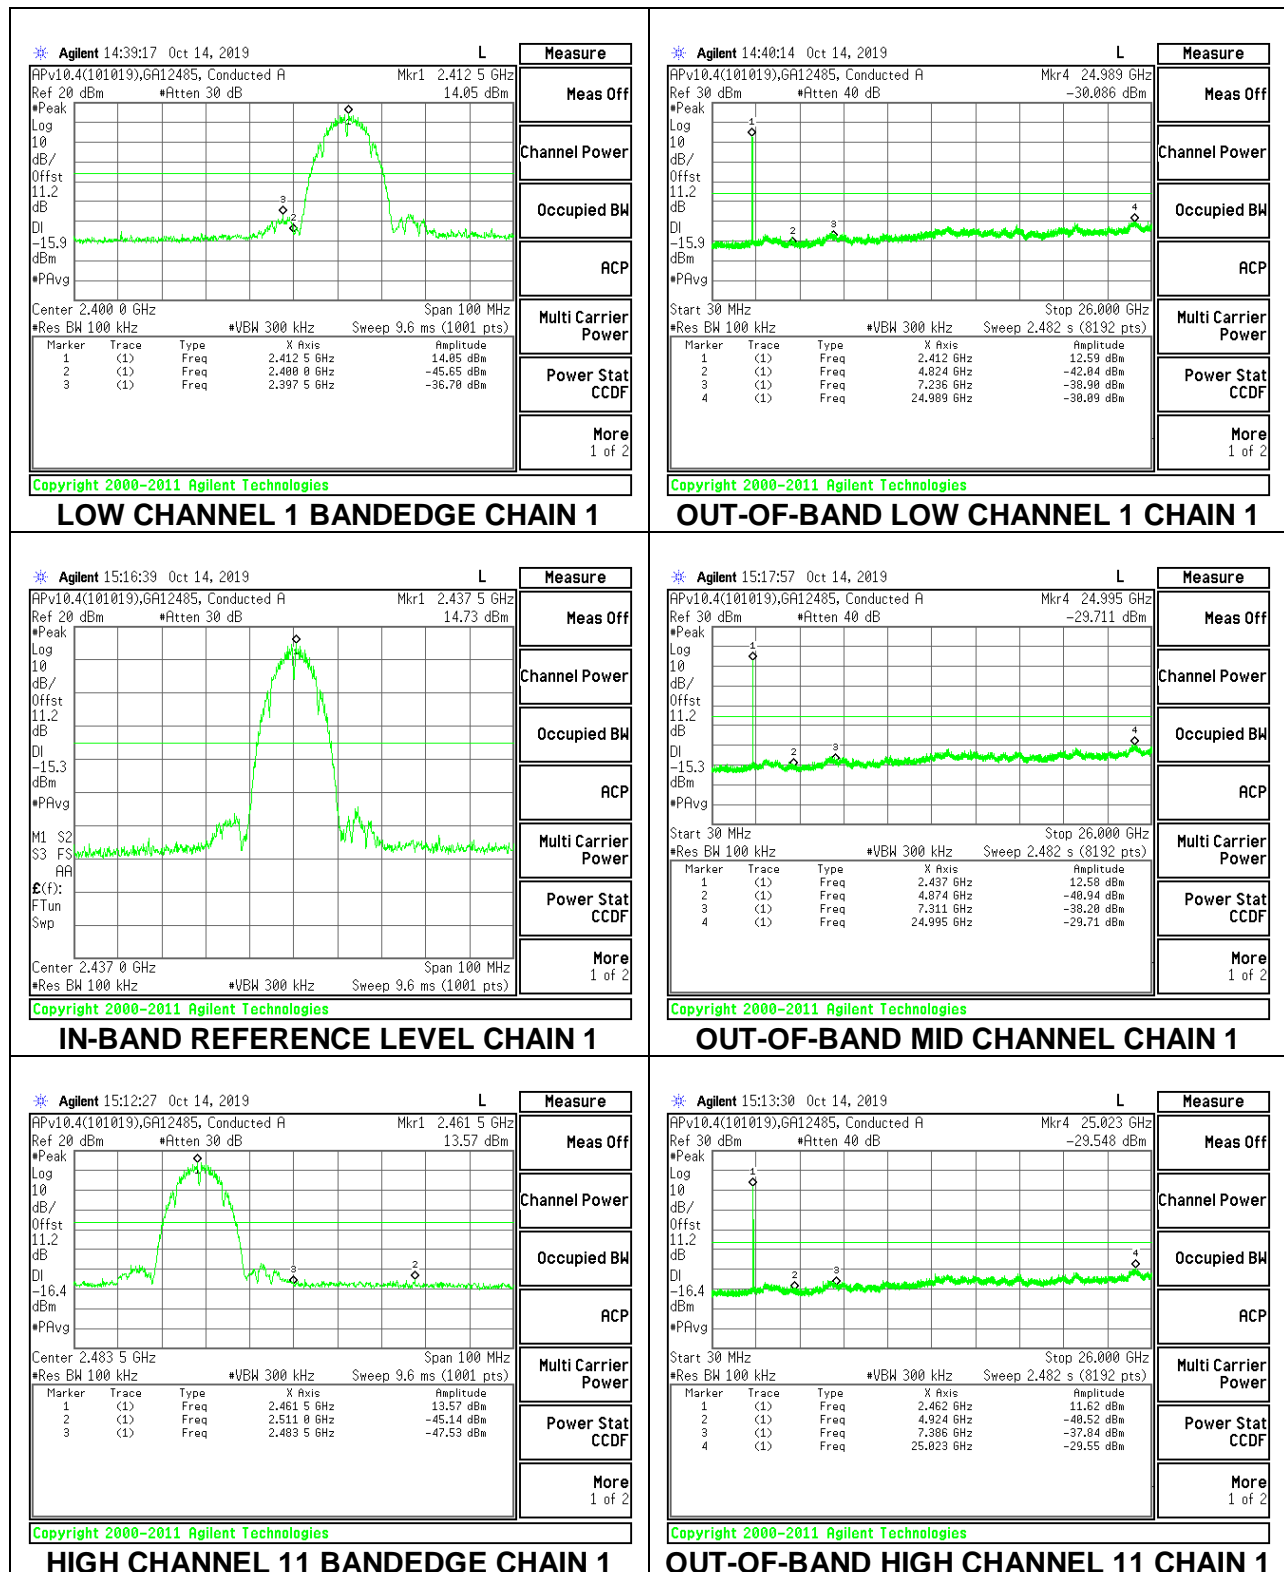 Agilent 14:39:17 Oct 14, 2019 L Measure
APv10.4(101019),GA12485, Conducted A Mkr1 2.412 5 GHz
Ref 20 dBm #Atten 30 dB 14.05 dBm Meas Off
#Peak
Log
10
dB/
Offst
11.2
dB
DI
-15.9
dBm
#PAvg
1
3
2
Channel Power
Occupied BW
ACP
Multi Carrier
Power
Power Stat
CCDF
More
1 of 2
Center 2.400 0 GHz Span 100 MHz
#Res BW 100 kHz #VBW 300 kHz Sweep 9.6 ms (1001 pts)
Marker Trace Type X Axis Amplitude
1 (1) Freq 2.412 5 GHz 14.05 dBm
2 (1) Freq 2.400 0 GHz -45.65 dBm
3 (1) Freq 2.397 5 GHz -36.70 dBm
Copyright 2000-2011 Agilent Technologies
LOW CHANNEL 1 BANDEDGE CHAIN 1
Agilent 14:40:14 Oct 14, 2019 L Measure
APv10.4(101019),GA12485, Conducted A Mkr4 24.989 GHz
Ref 30 dBm #Atten 40 dB -30.086 dBm Meas Off
#Peak
Log
10
dB/
Offst
11.2
dB
DI
-15.9
dBm
#PAvg
1
2
3
4
Channel Power
Occupied BW
ACP
Multi Carrier
Power
Power Stat
CCDF
More
1 of 2
Start 30 MHz Stop 26.000 GHz
#Res BW 100 kHz #VBW 300 kHz Sweep 2.482 s (8192 pts)
Marker Trace Type X Axis Amplitude
1 (1) Freq 2.412 GHz 12.59 dBm
2 (1) Freq 4.824 GHz -42.04 dBm
3 (1) Freq 7.236 GHz -38.90 dBm
4 (1) Freq 24.989 GHz -30.09 dBm
Copyright 2000-2011 Agilent Technologies
OUT-OF-BAND LOW CHANNEL 1 CHAIN 1
Agilent 15:16:39 Oct 14, 2019 L Measure
APv10.4(101019),GA12485, Conducted A Mkr1 2.437 5 GHz
Ref 20 dBm #Atten 30 dB 14.73 dBm Meas Off
#Peak
Log
10
dB/
Offst
11.2
dB
DI
-15.3
dBm
#PAvg
M1 S2
S3 FS
AA
£(f):
FTun
Swp
Channel Power
Occupied BW
ACP
Multi Carrier
Power
Power Stat
CCDF
More
1 of 2
Center 2.437 0 GHz Span 100 MHz
#Res BW 100 kHz #VBW 300 kHz Sweep 9.6 ms (1001 pts)
Copyright 2000-2011 Agilent Technologies
IN-BAND REFERENCE LEVEL CHAIN 1
Agilent 15:17:57 Oct 14, 2019 L Measure
APv10.4(101019),GA12485, Conducted A Mkr4 24.995 GHz
Ref 30 dBm #Atten 40 dB -29.711 dBm Meas Off
#Peak
Log
10
dB/
Offst
11.2
dB
DI
-15.3
dBm
#PAvg
1
2
3
4
Channel Power
Occupied BW
ACP
Multi Carrier
Power
Power Stat
CCDF
More
1 of 2
Start 30 MHz Stop 26.000 GHz
#Res BW 100 kHz #VBW 300 kHz Sweep 2.482 s (8192 pts)
Marker Trace Type X Axis Amplitude
1 (1) Freq 2.437 GHz 12.58 dBm
2 (1) Freq 4.874 GHz -40.94 dBm
3 (1) Freq 7.311 GHz -38.20 dBm
4 (1) Freq 24.995 GHz -29.71 dBm
Copyright 2000-2011 Agilent Technologies
OUT-OF-BAND MID CHANNEL CHAIN 1
Agilent 15:12:27 Oct 14, 2019 L Measure
APv10.4(101019),GA12485, Conducted A Mkr1 2.461 5 GHz
Ref 20 dBm #Atten 30 dB 13.57 dBm Meas Off
#Peak
Log
10
dB/
Offst
11.2
dB
DI
-16.4
dBm
#PAvg
1
3
2
Channel Power
Occupied BW
ACP
Multi Carrier
Power
Power Stat
CCDF
More
1 of 2
Center 2.483 5 GHz Span 100 MHz
#Res BW 100 kHz #VBW 300 kHz Sweep 9.6 ms (1001 pts)
Marker Trace Type X Axis Amplitude
1 (1) Freq 2.461 5 GHz 13.57 dBm
2 (1) Freq 2.511 0 GHz -45.14 dBm
3 (1) Freq 2.483 5 GHz -47.53 dBm
Copyright 2000-2011 Agilent Technologies
HIGH CHANNEL 11 BANDEDGE CHAIN 1
Agilent 15:13:30 Oct 14, 2019 L Measure
APv10.4(101019),GA12485, Conducted A Mkr4 25.023 GHz
Ref 30 dBm #Atten 40 dB -29.548 dBm Meas Off
#Peak
Log
10
dB/
Offst
11.2
dB
DI
-16.4
dBm
#PAvg
1
2
3
4
Channel Power
Occupied BW
ACP
Multi Carrier
Power
Power Stat
CCDF
More
1 of 2
Start 30 MHz Stop 26.000 GHz
#Res BW 100 kHz #VBW 300 kHz Sweep 2.482 s (8192 pts)
Marker Trace Type X Axis Amplitude
1 (1) Freq 2.462 GHz 11.62 dBm
2 (1) Freq 4.924 GHz -40.52 dBm
3 (1) Freq 7.386 GHz -37.84 dBm
4 (1) Freq 25.023 GHz -29.55 dBm
Copyright 2000-2011 Agilent Technologies
OUT-OF-BAND HIGH CHANNEL 11 CHAIN 1